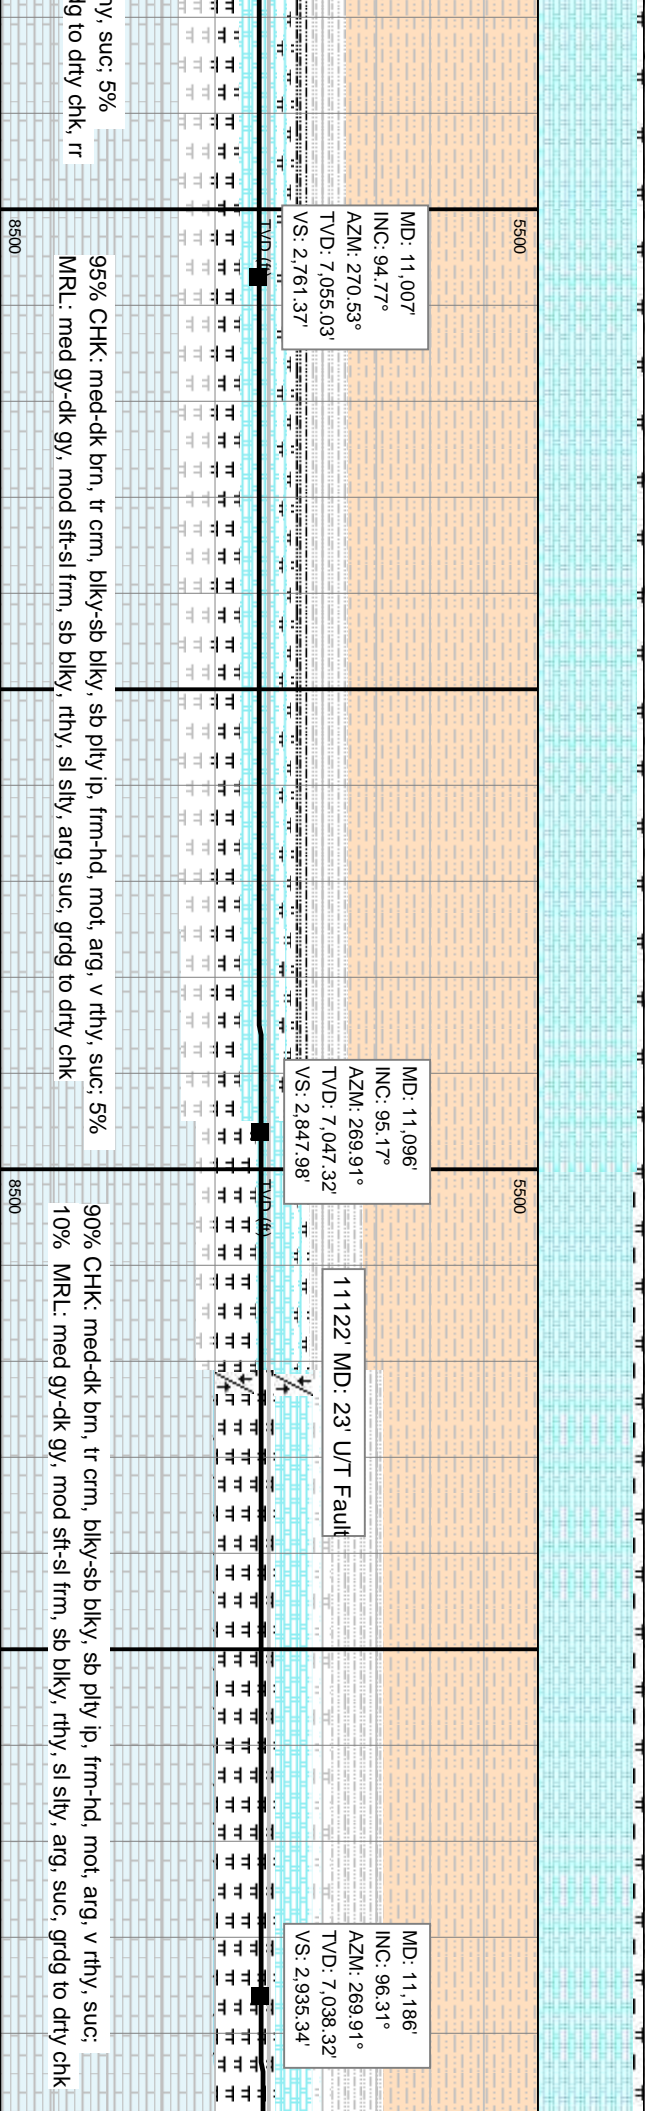 ny, suc; 5%
dg to drty chk, rr
5500
8500
TVD (ft)
MD: 11,007'
INC: 94.77°
AZM: 270.53°
TVD: 7,055.03'
VS: 2,761.37'
95% CHK: med-dk brn, tr crm, blky-sb blky, sb plty ip, frm-hd, mot, arg, v rthy, suc; 5%
MRL: med gy-dk gy, mod sft-sl frm, sb blky, rthy, sl slty, arg, suc, grdg to drty chk
MD: 11,096'
INC: 95.17°
AZM: 269.91°
TVD: 7,047.32'
VS: 2,847.98'
5500
8500
TVD (ft)
11122' MD: 23' U/T Fault
90% CHK: med-dk brn, tr crm, blky-sb blky, sb plty ip, frm-hd, mot, arg, v rthy, suc;
10% MRL: med gy-dk gy, mod sft-sl frm, sb blky, rthy, sl slty, arg, suc, grdg to drty chk
MD: 11,186'
INC: 96.31°
AZM: 269.91°
TVD: 7,038.32'
VS: 2,935.34'